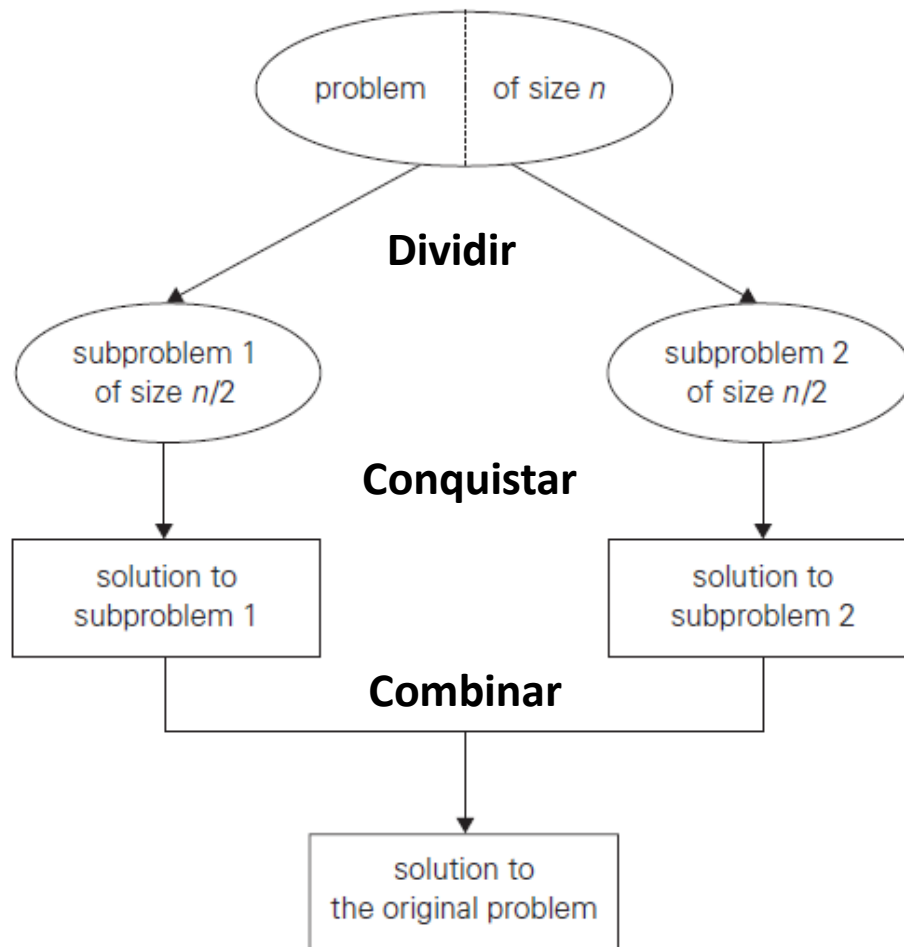 problem of size n
Dividir
subproblem 1
of size n/2
subproblem 2
of size n/2
Conquistar
solution to
subproblem 1
solution to
subproblem 2
Combinar
solution to
the original problem